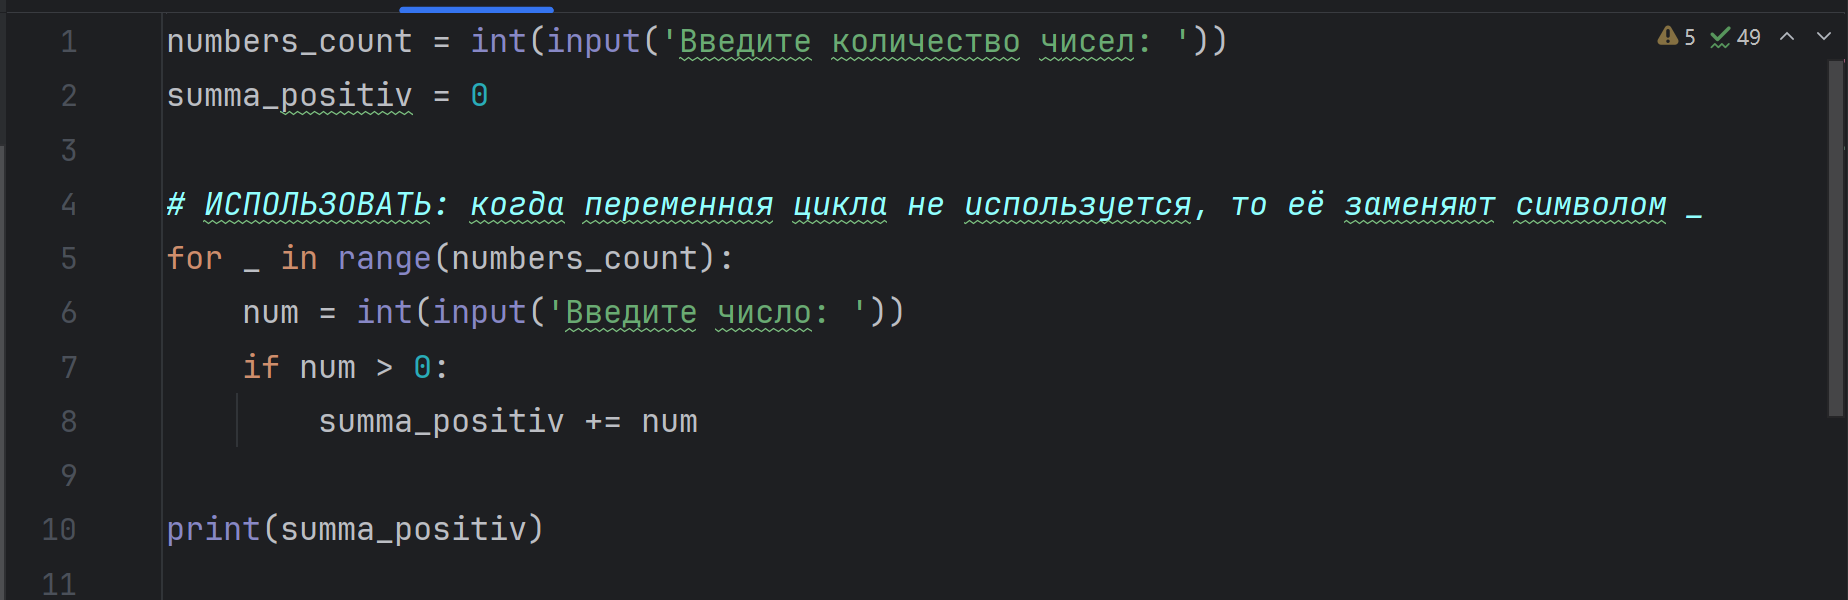 1 numbers_count = int(input('Введите количество чисел: ')) 5 49
2 summa_positiv = 0
3
4 # ИСПОЛЬЗОВАТЬ: когда переменная цикла не используется, то её заменяют символом _
5 for _ in range(numbers_count):
6     num = int(input('Введите число: '))
7     if num > 0:
8         summa_positiv += num
9
10 print(summa_positiv)
11